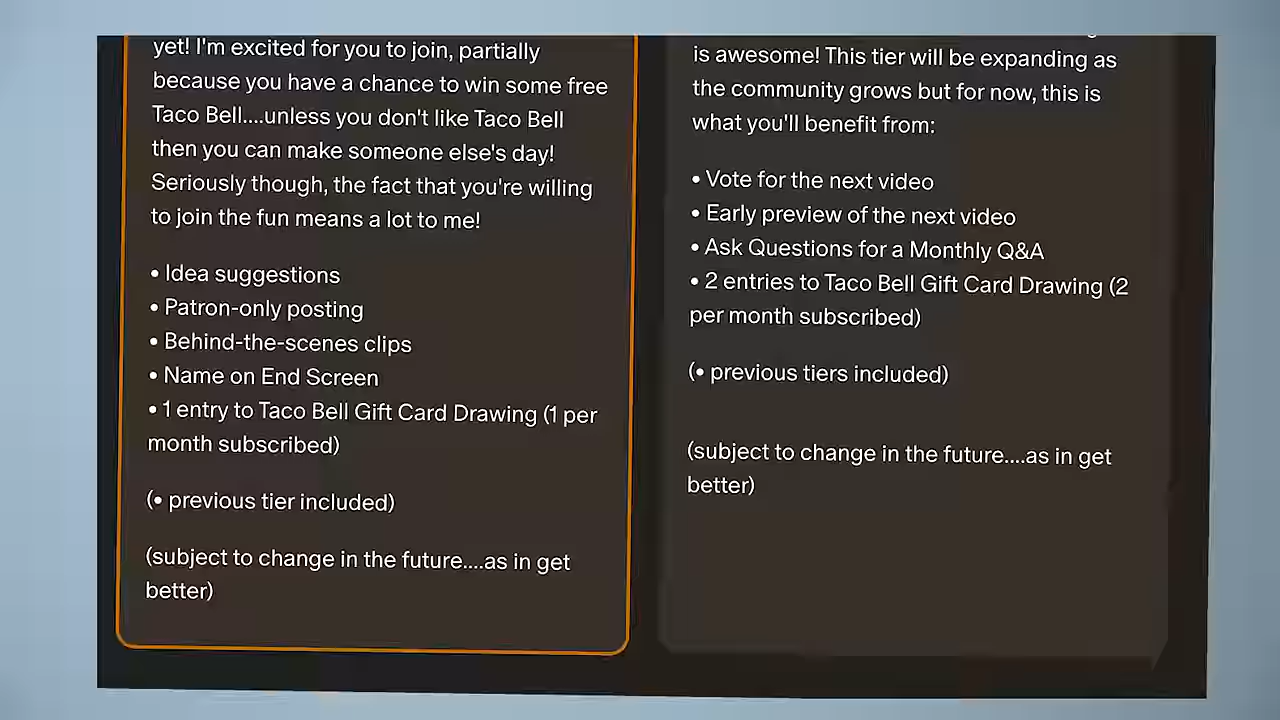 yet! I'm excited for you to join, partially
because you have a chance to win some free
Taco Bell....unless you don't like Taco Bell
then you can make someone else's day!
Seriously though, the fact that you're willing
to join the fun means a lot to me!
• Idea suggestions
• Patron-only posting
• Behind-the-scenes clips
• Name on End Screen
• 1 entry to Taco Bell Gift Card Drawing (1 per
month subscribed)
(• previous tier included)
(subject to change in the future....as in get
better)
is awesome! This tier will be expanding as
the community grows but for now, this is
what you'll benefit from:
• Vote for the next video
• Early preview of the next video
• Ask Questions for a Monthly Q&A
• 2 entries to Taco Bell Gift Card Drawing (2
per month subscribed)
(• previous tiers included)
(subject to change in the future....as in get
better)